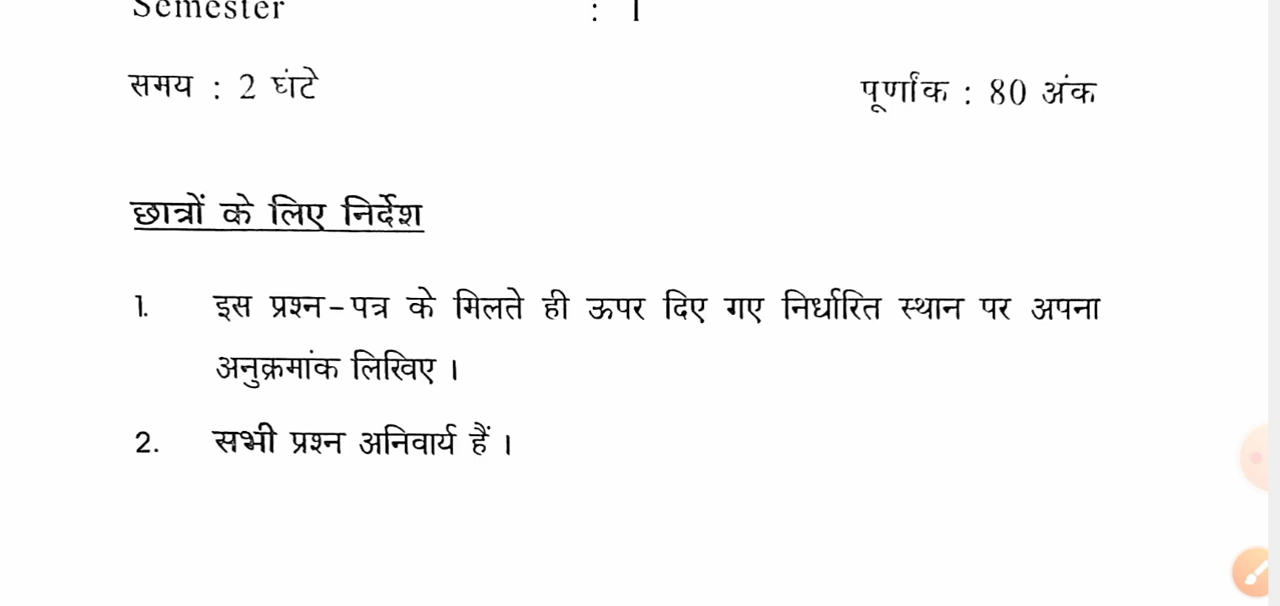 Semester : I
समय : 2 घंटे पूर्णांक : 80 अंक
छात्रों के लिए निर्देश
1. इस प्रश्न-पत्र के मिलते ही ऊपर दिए गए निर्धारित स्थान पर अपना
अनुक्रमांक लिखिए ।
2. सभी प्रश्न अनिवार्य हैं ।